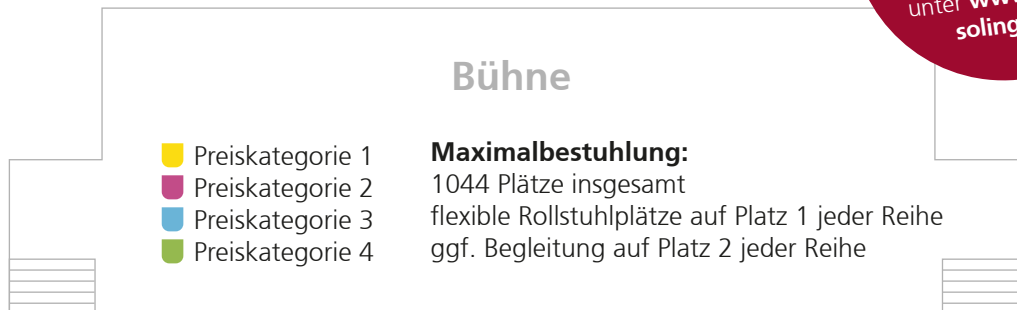 unter
soling
Bühne
Preiskategorie 1
Preiskategorie 2
Preiskategorie 3
Preiskategorie 4
Maximalbestuhlung:
1044 Plätze insgesamt
flexible Rollstuhlplätze auf Platz 1 jeder Reihe
ggf. Begleitung auf Platz 2 jeder Reihe